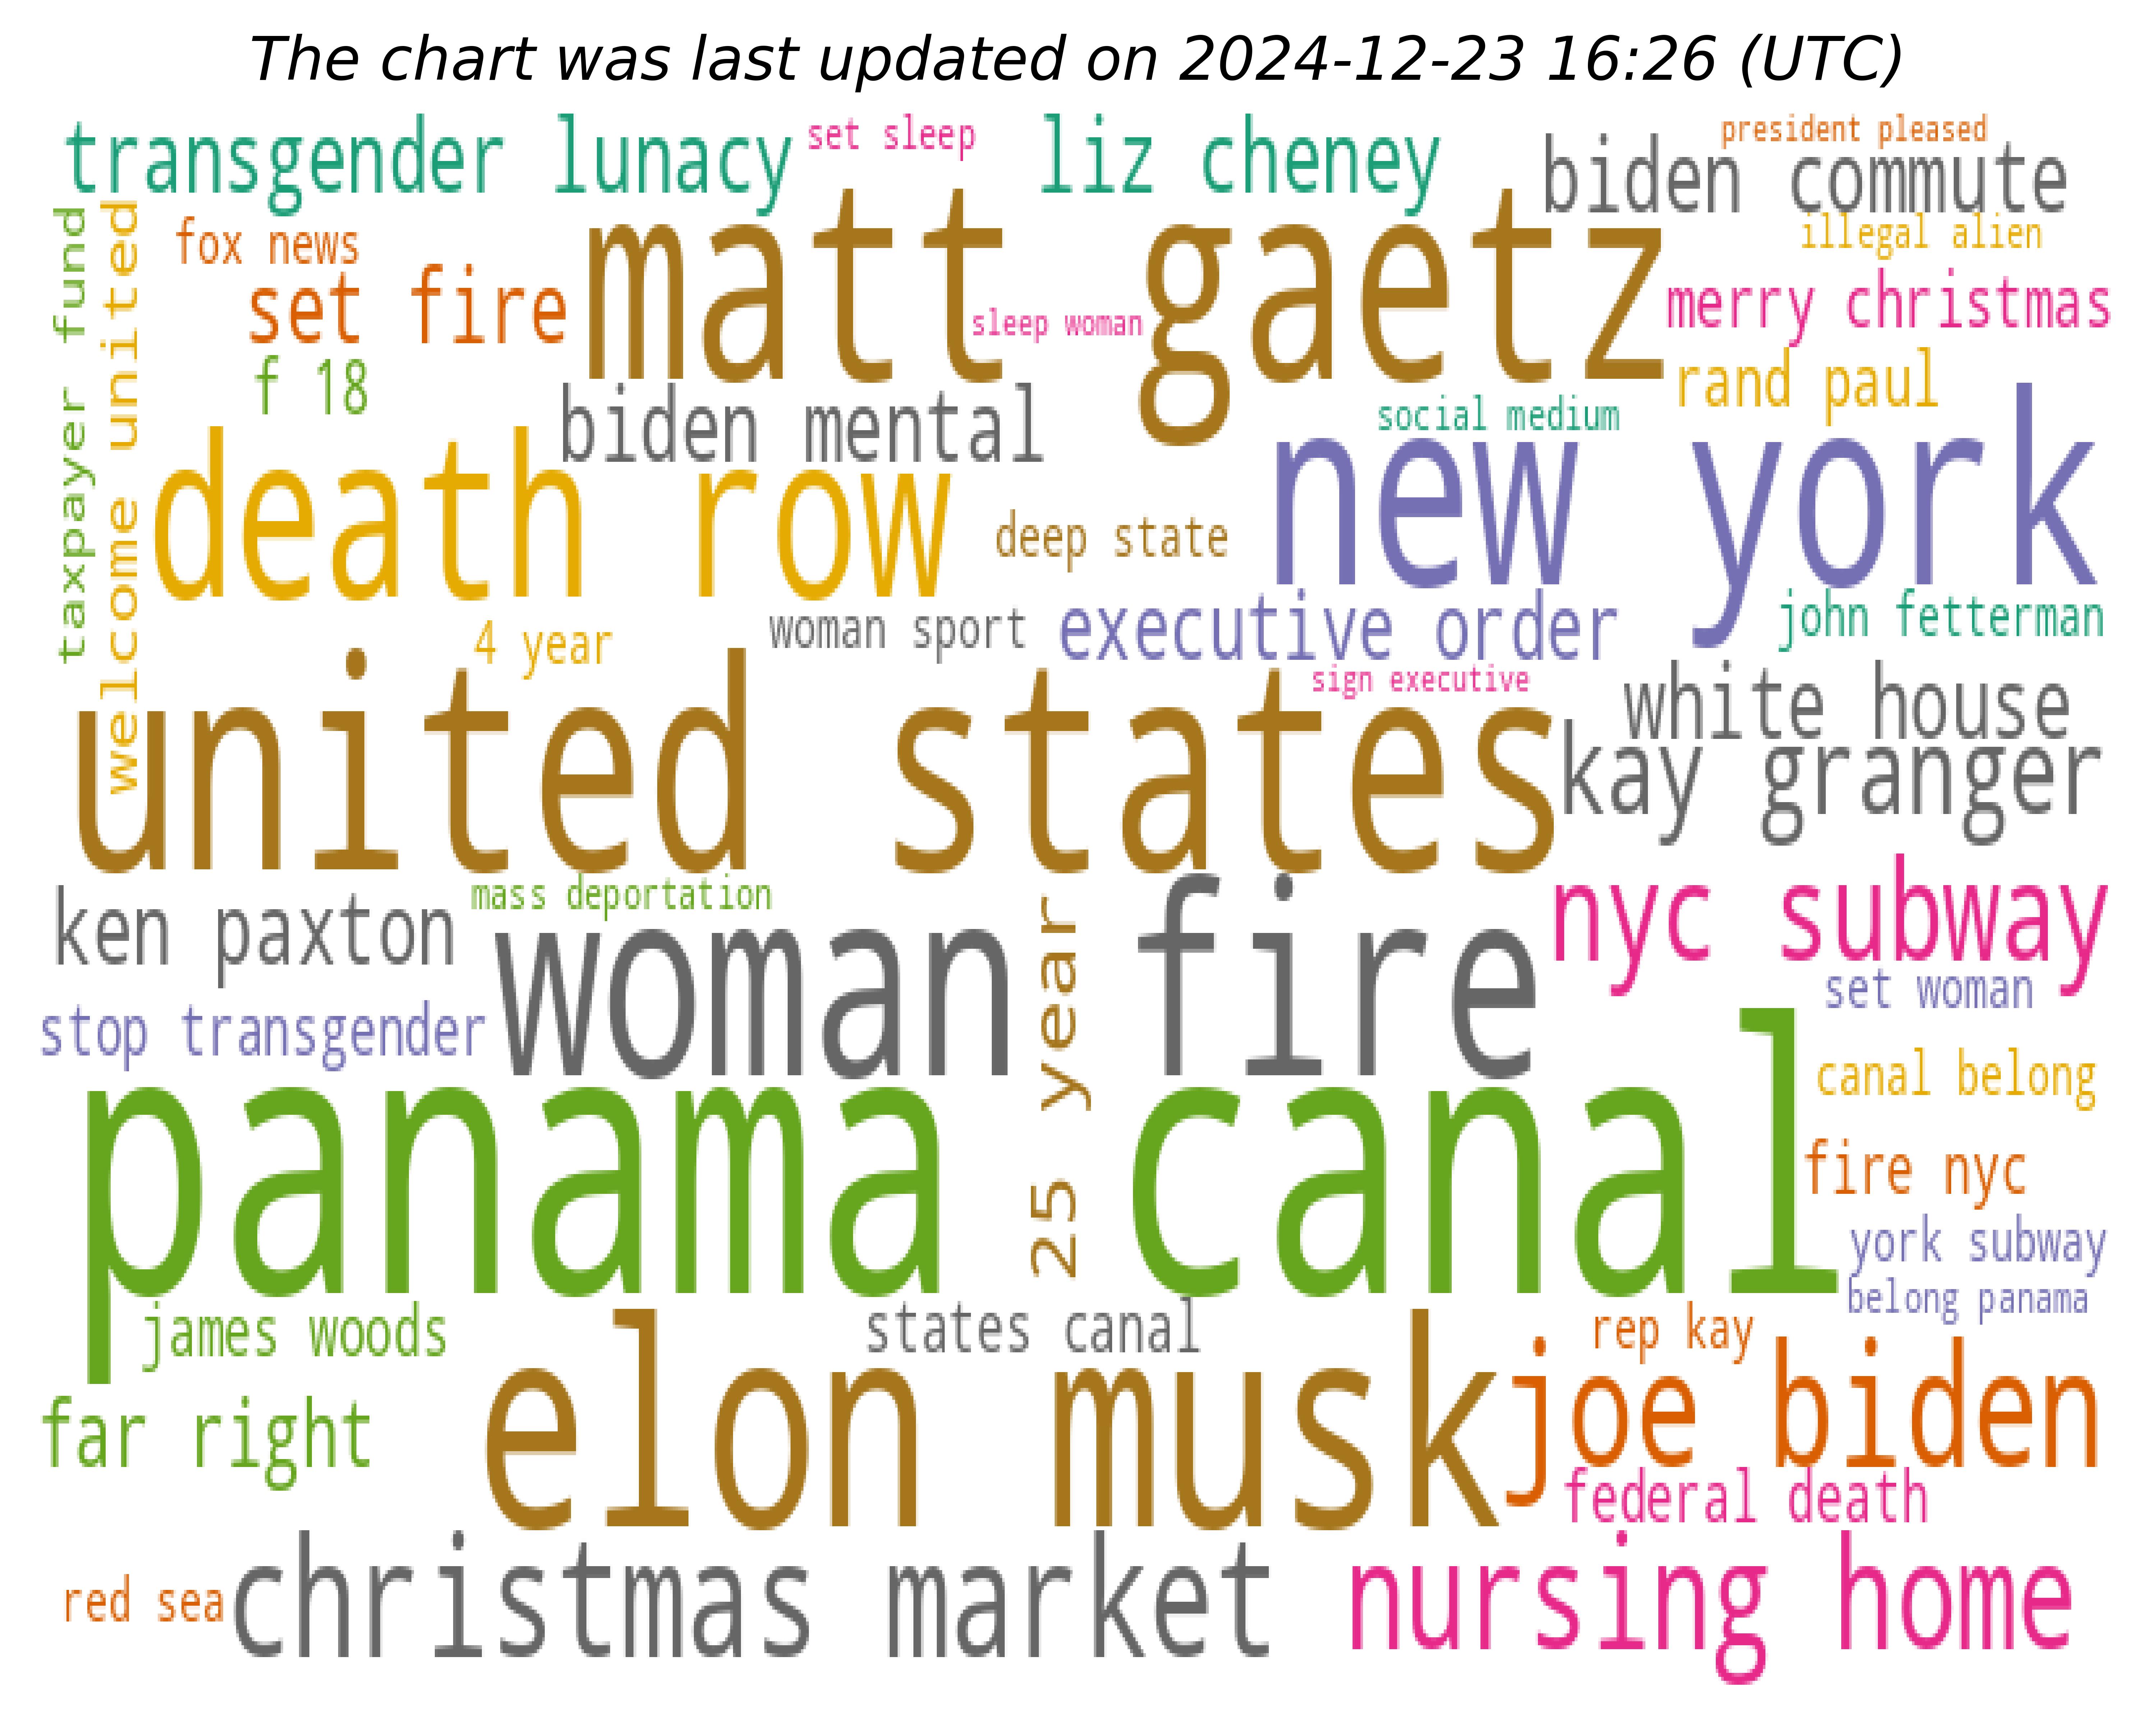 The chart was last updated on 2024-12-23 16:26 (UTC)
transgender lunacy
set sleep
liz cheney
president pleased
biden commute
illegal alien
taxpayer fund
welcome united
fox news
set fire
matt gaetz
sleep woman
merry christmas
f 18
biden mental
social medium
rand paul
death row
deep state
new york
4 year
woman sport
executive order
john fetterman
sign executive
united states
white house
kay granger
ken paxton
mass deportation
woman fire
25 year
nyc subway
set woman
stop transgender
canal belong
panama canal
fire nyc
york subway
belong panama
james woods
states canal
rep kay
far right
elon musk
joe biden
federal death
red sea
christmas market
nursing home